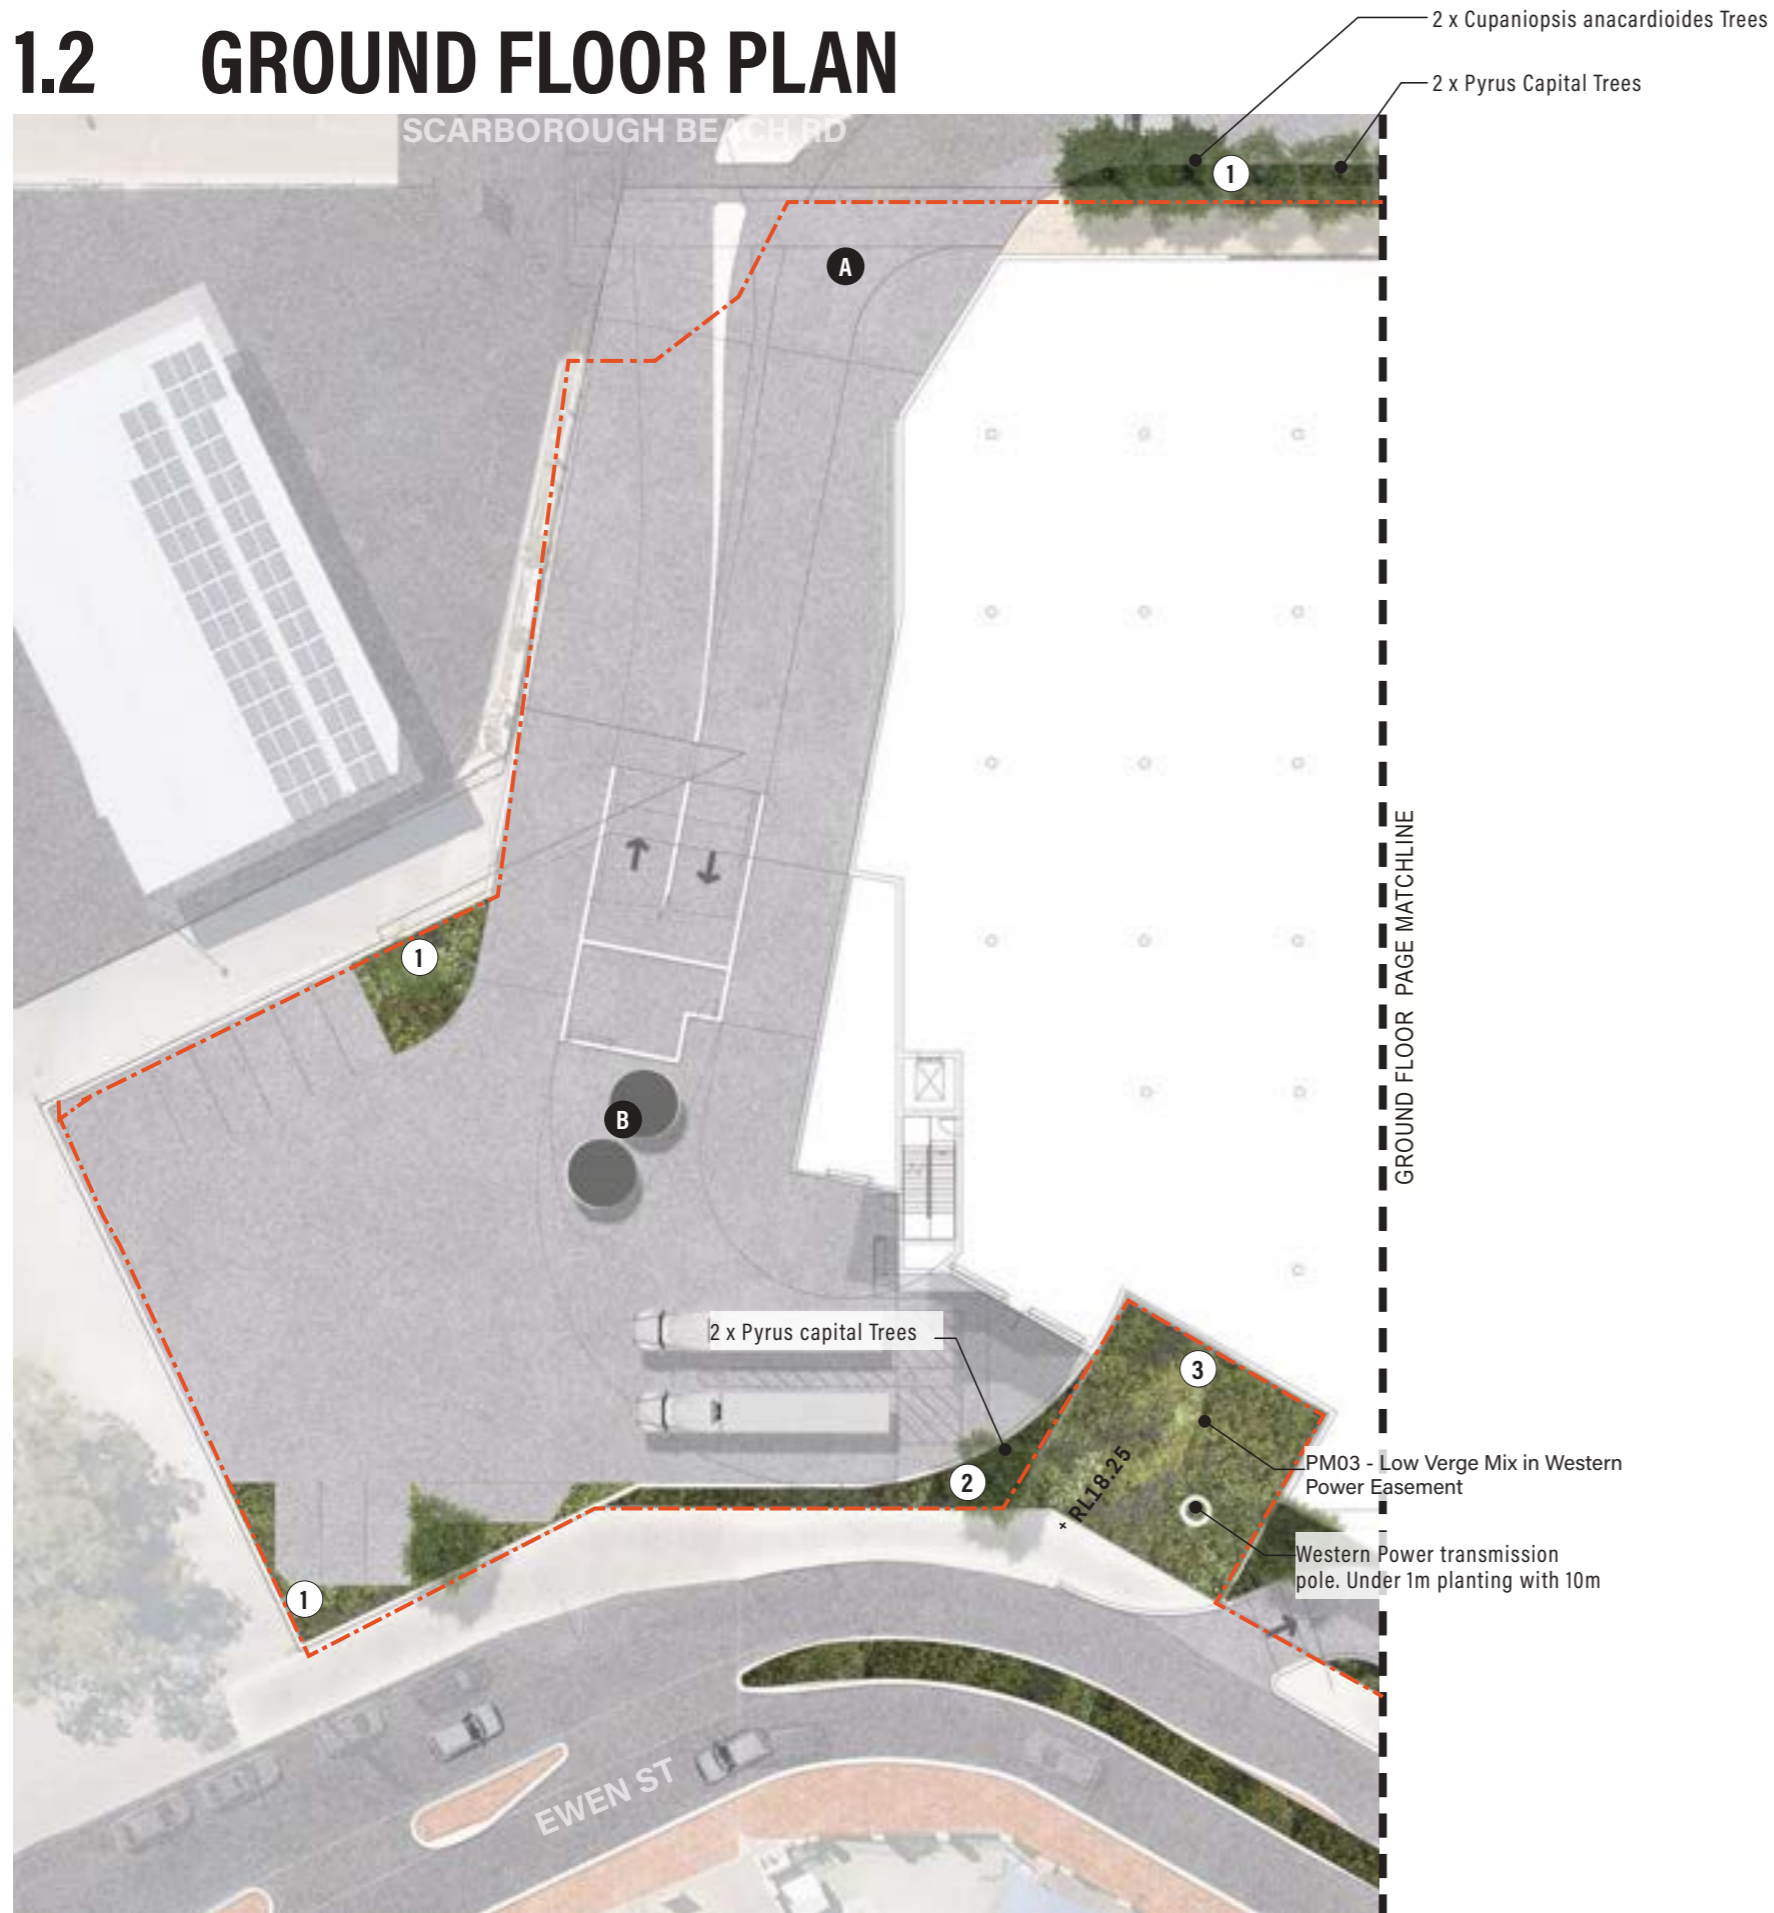 2 x Cupaniopsis anacardioides Trees
1.2 GROUND FLOOR PLAN
2 x Pyrus Capital Trees
SCARBOROUGH BEACH RD
1
A
GROUND FLOOR PAGE MATCHLINE
1
B
2 x Pyrus capital Trees
3
PM03 - Low Verge Mix in Western
Power Easement
2
+ RL18.25
Western Power transmission
pole. Under 1m planting with 10m
1
EWEN ST